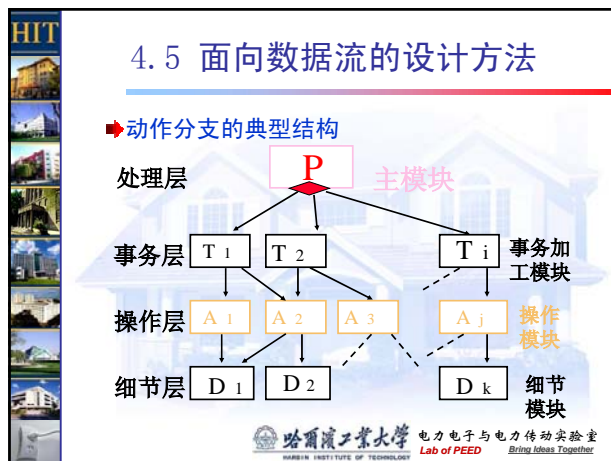 HIT
4.5 面向数据流的设计方法
动作分支的典型结构
处理层
P
主模块
事务层
T 1
T 2
T i
事务加
工模块
操作层
A 1
A 2
A 3
A j
操作
模块
细节层
D 1
D 2
D k
细节
模块
哈尔滨工业大学
HARBIN INSTITUTE OF TECHNOLOGY
电力电子与电力传动实验室
Lab of PEED Bring Ideas Together